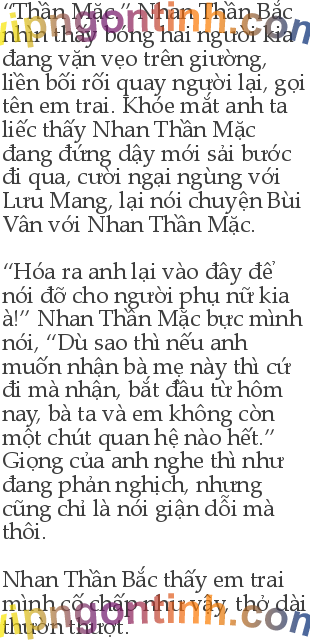 “Thần Mặc,” Nhan Thần Bắc
nhìn thấy bóng hai người kia
đang vặn vẹo trên giường,
liền bối rối quay người lại, gọi
tên em trai. Khóe mắt anh ta
liếc thấy Nhan Thần Mặc
đang đứng dậy mới sải bước
đi qua, cười ngại ngùng với
Lưu Mang, lại nói chuyện Bùi
Vân với Nhan Thần Mặc.
“Hóa ra anh lại vào đây để
nói đỡ cho người phụ nữ kia
à!” Nhan Thần Mặc bực mình
nói, “Dù sao thì nếu anh
muốn nhận bà mẹ này thì cứ
đi mà nhận, bắt đầu từ hôm
nay, bà ta và em không còn
một chút quan hệ nào hết.”
Giọng của anh nghe thì như
đang phản nghịch, nhưng
cũng chỉ là nói giận dỗi mà
thôi.
Nhan Thần Bắc thấy em trai
mình cố chấp như vậy, thở dài
thườn thượt.